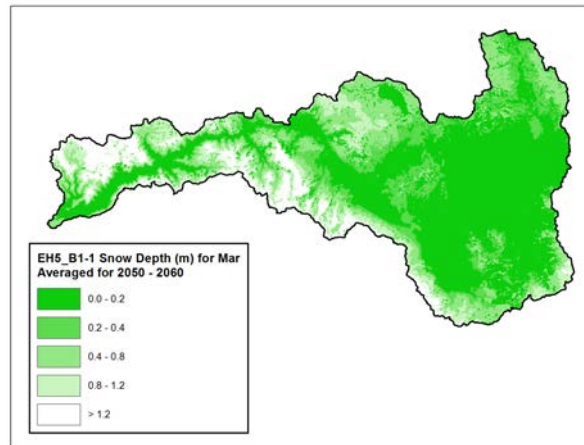 EH5_B1-1 Snow Depth (m) for Mar
Averaged for 2050 - 2060
0.0 - 0.2
0.2 - 0.4
0.4 - 0.8
0.8 - 1.2
> 1.2